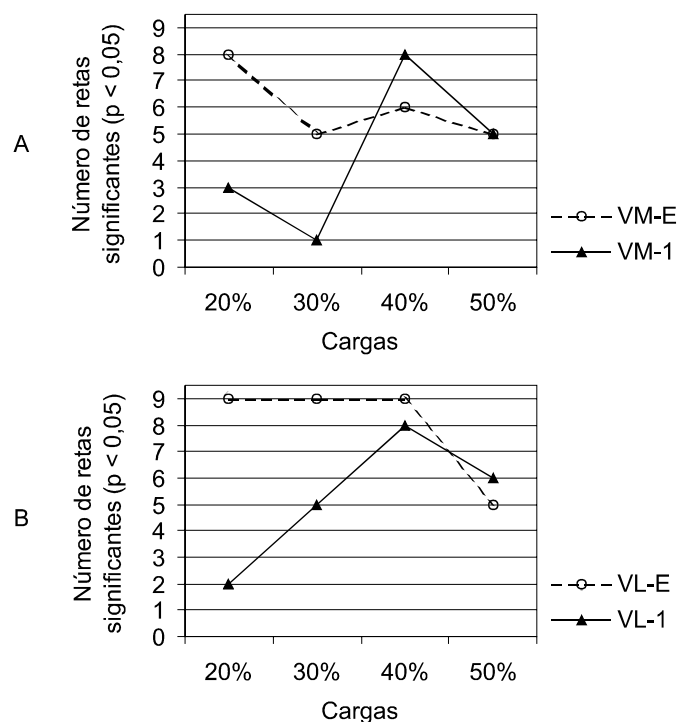 A
Número de retas
significantes (p < 0,05)
9
8
7
6
5
4
3
2
1
0
20% 30% 40% 50%
Cargas
VM-E
VM-1
B
Número de retas
significantes (p < 0,05)
9
8
7
6
5
4
3
2
1
0
20% 30% 40% 50%
Cargas
VL-E
VL-1